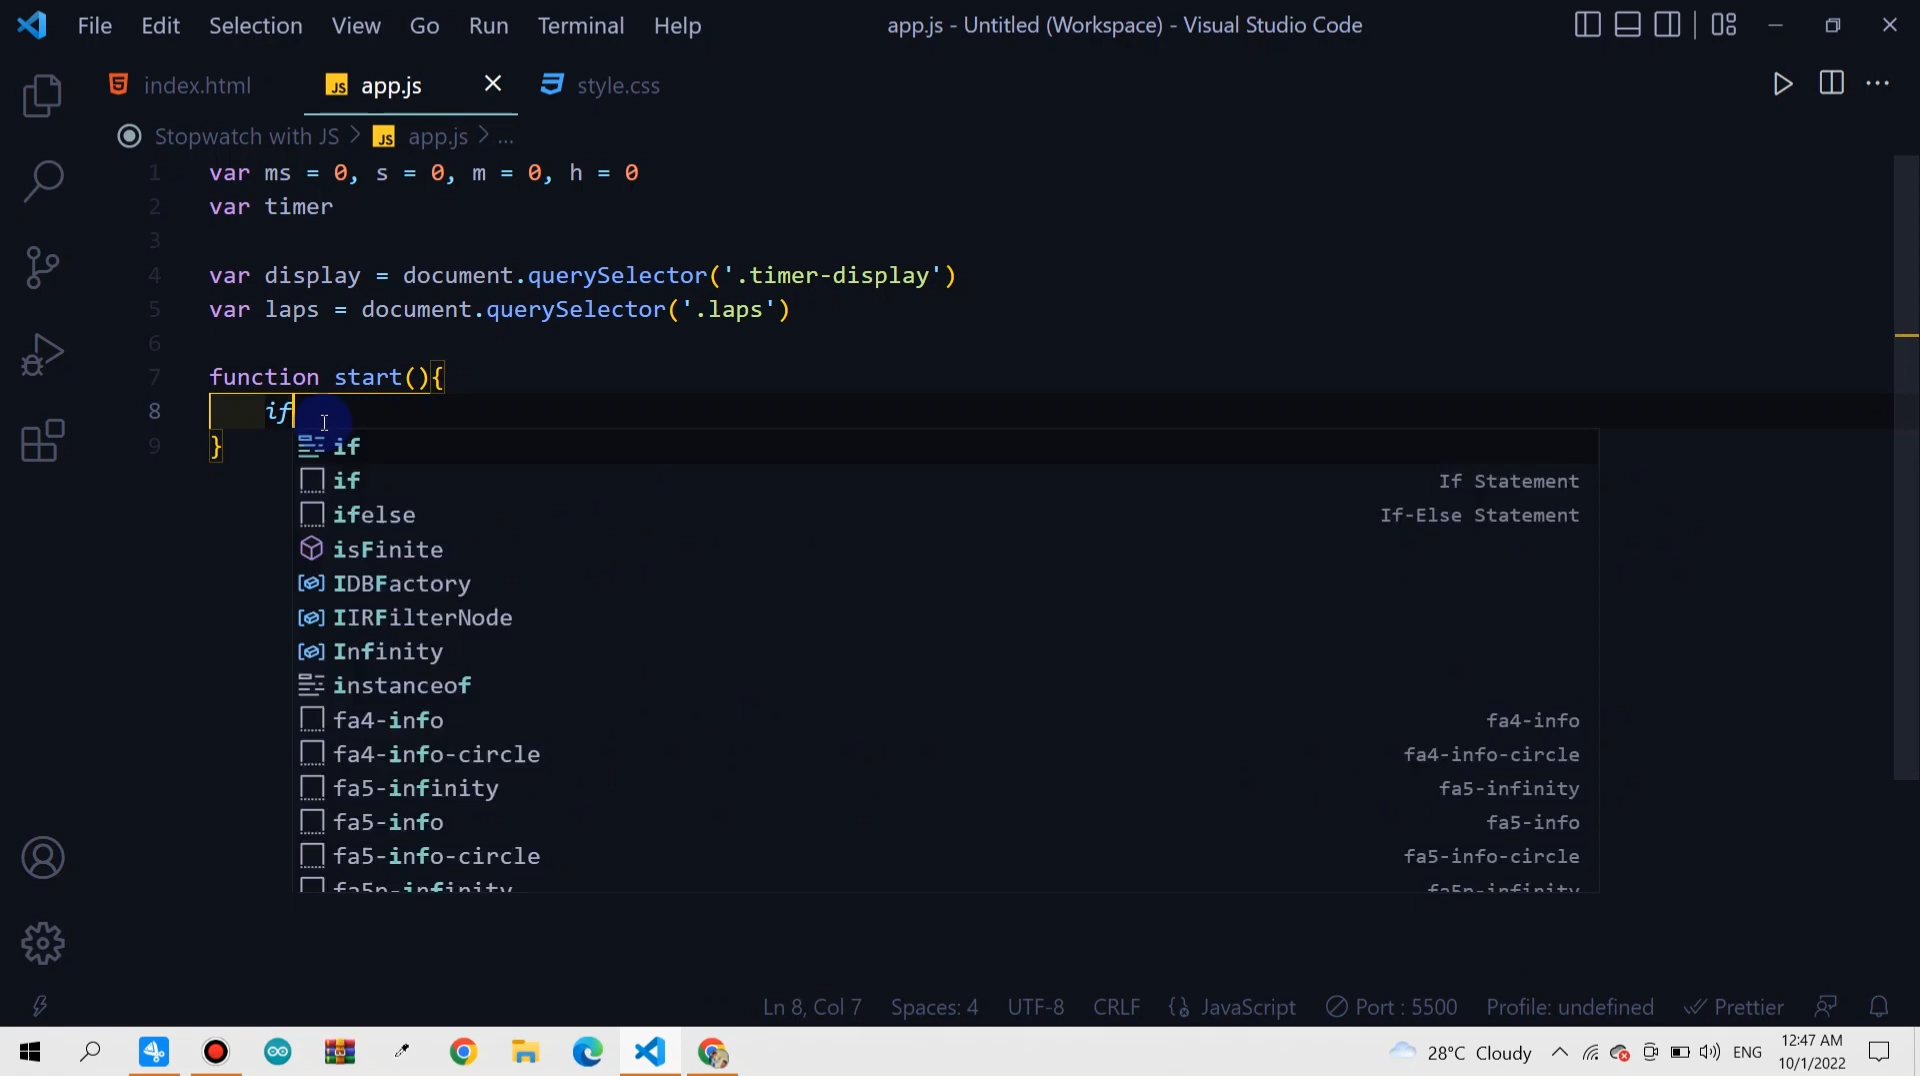 File Edit Selection View Go Run Terminal Help app.js - Untitled (Workspace) - Visual Studio Code
index.html app.js style.css
Stopwatch with JS > app.js > ...
1 var ms = 0, s = 0, m = 0, h = 0
2 var timer
3
4 var display = document.querySelector('.timer-display')
5 var laps = document.querySelector('.laps')
6
7 function start(){
8 if
9 }
if
if If Statement
ifelse If-Else Statement
isFinite
IDBFactory
IIRFilterNode
Infinity
instanceof
fa4-info fa4-info
fa4-info-circle fa4-info-circle
fa5-infinity fa5-infinity
fa5-info fa5-info
fa5-info-circle fa5-info-circle
fa5p-infinity fa5p-infinity
Ln 8, Col 7 Spaces: 4 UTF-8 CRLF {} JavaScript Port : 5500 Profile: undefined Prettier
28°C Cloudy ENG 12:47 AM
10/1/2022